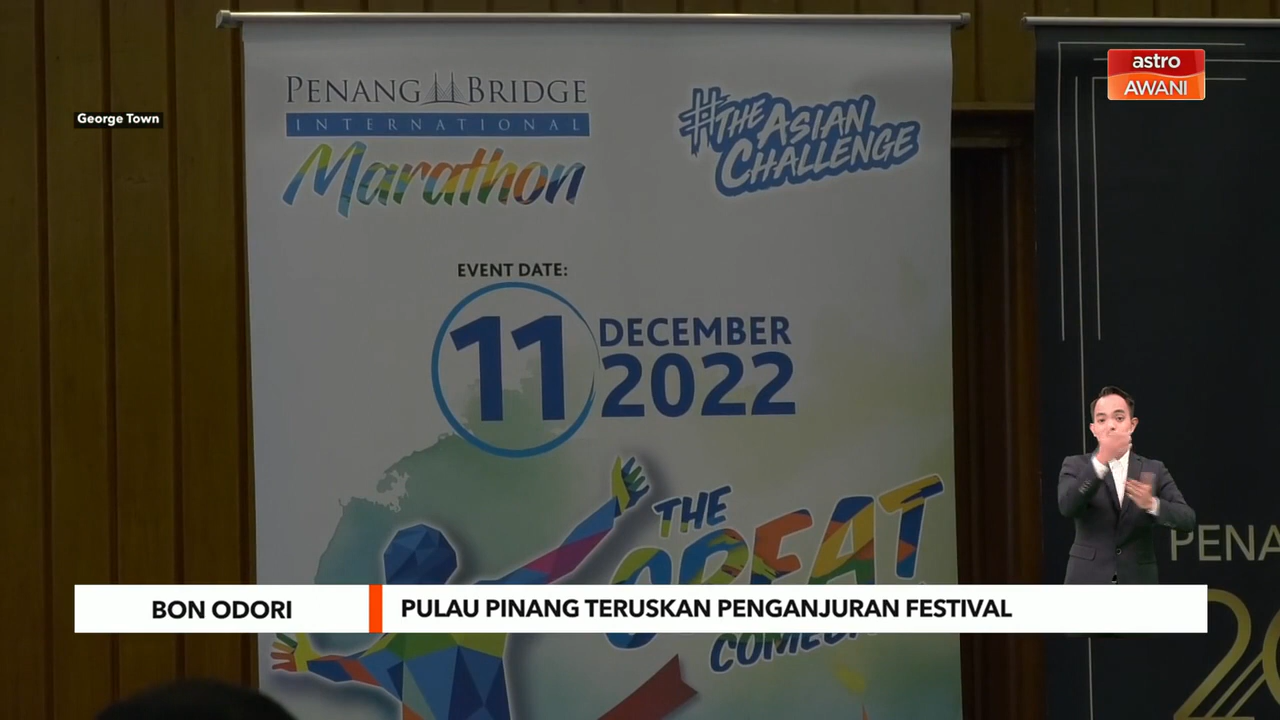 PENANG BRIDGE
INTERNATIONAL
Marathon
#THE ASIAN
CHALLENGE
astro
AWANI
George Town
EVENT DATE:
11 DECEMBER
2022
THE
GREAT
BON ODORI
PULAU PINANG TERUSKAN PENGANJURAN FESTIVAL